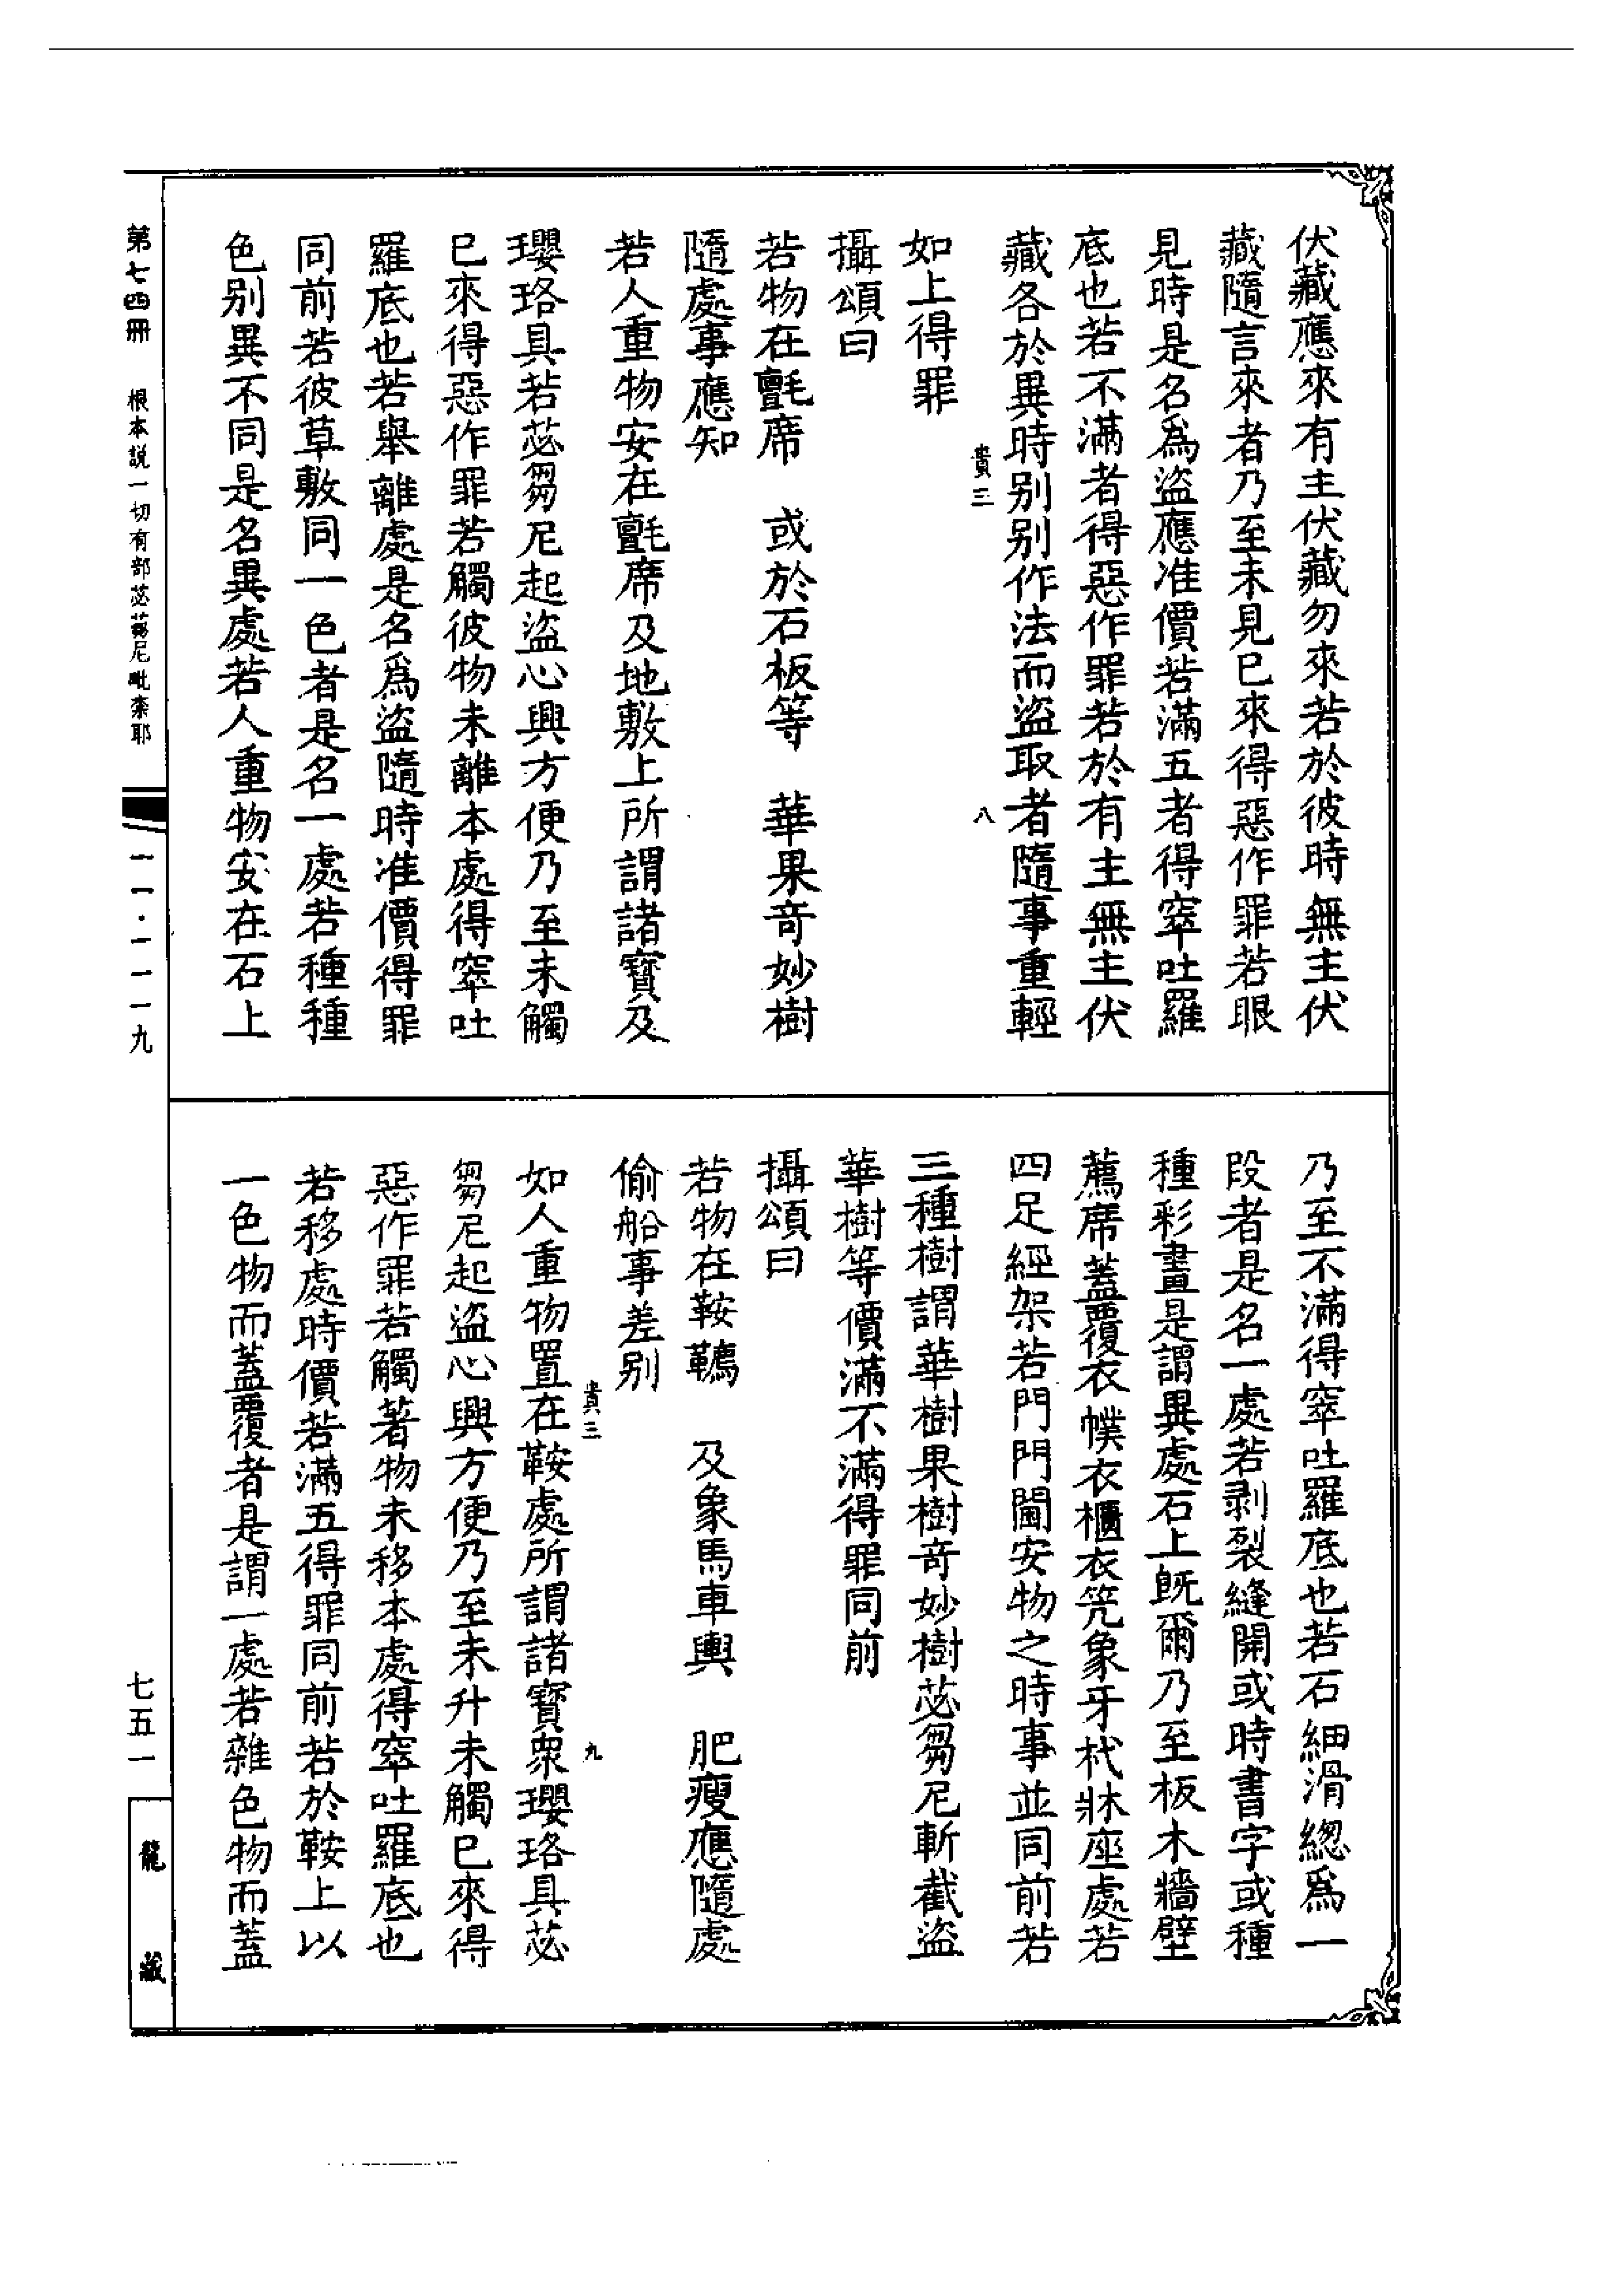 伏藏應來有主伏藏勿來若於彼時無主伏
藏隨言來者乃至未見已來得惡作罪若眼
見時是名爲盜應准價若滿五者得窣吐羅
底也若不滿者得惡作罪若於有主無主伏
藏各於異時别别作法而盜取者隨事重輕
貴三
八
如上得罪
攝頌曰
若物在氈席　或於石板等　華果奇妙樹
隨處事應知
若人重物安在氈席及地敷上所謂諸寶及
瓔珞具若苾芻尼起盜心興方便乃至未觸
已來得惡作罪若觸彼物未離本處得窣吐
羅底也若舉離處是名爲盜隨時准價得罪
同前若彼草敷同一色者是名一處若種種
色别異不同是名異處若人重物安在石上
乃至不滿得窣吐羅底也若石細滑緫爲一
段者是名一處若剥裂縫開或時書字或種
種彩畫是謂異處石上旣爾乃至板木牆壁
薦席蓋覆衣幞衣櫃衣笐象牙杙牀座處若
四足經架若門門閫安物之時事並同前若
三種樹謂華樹果樹奇妙樹苾芻尼斬截盜
華樹等價滿不滿得罪同前
攝頌曰
若物在鞍韉　及象馬車輿　肥瘦應隨處
偷船事差别
貴三
九
如人重物置在鞍處所謂諸寶衆瓔珞具苾
芻尼起盜心興方便乃至未升未觸已來得
惡作罪若觸著物未移本處得窣吐羅底也
若移處時價若滿五得罪同前若於鞍上以
一色物而蓋覆者是謂一處若雜色物而蓋
第七四冊　根本説一切有部苾蒭尼毗柰耶
一一·一一一九
七五一
龍藏